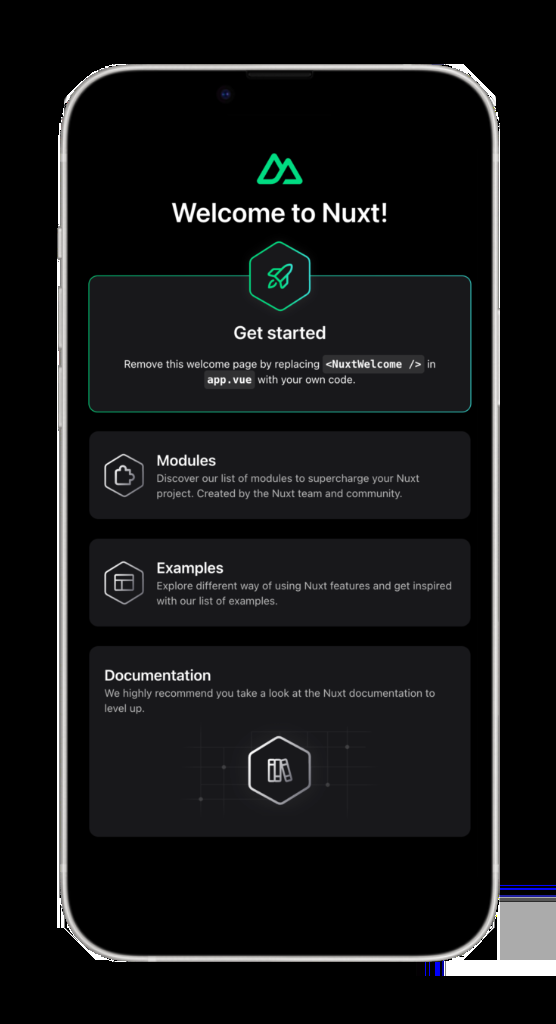 Welcome to Nuxt!
Get started
Remove this welcome page by replacing <NuxtWelcome /> in
app.vue with your own code.
Modules
Discover our list of modules to supercharge your Nuxt
project. Created by the Nuxt team and community.
Examples
Explore different way of using Nuxt features and get inspired
with our list of examples.
Documentation
We highly recommend you take a look at the Nuxt documentation to
level up.